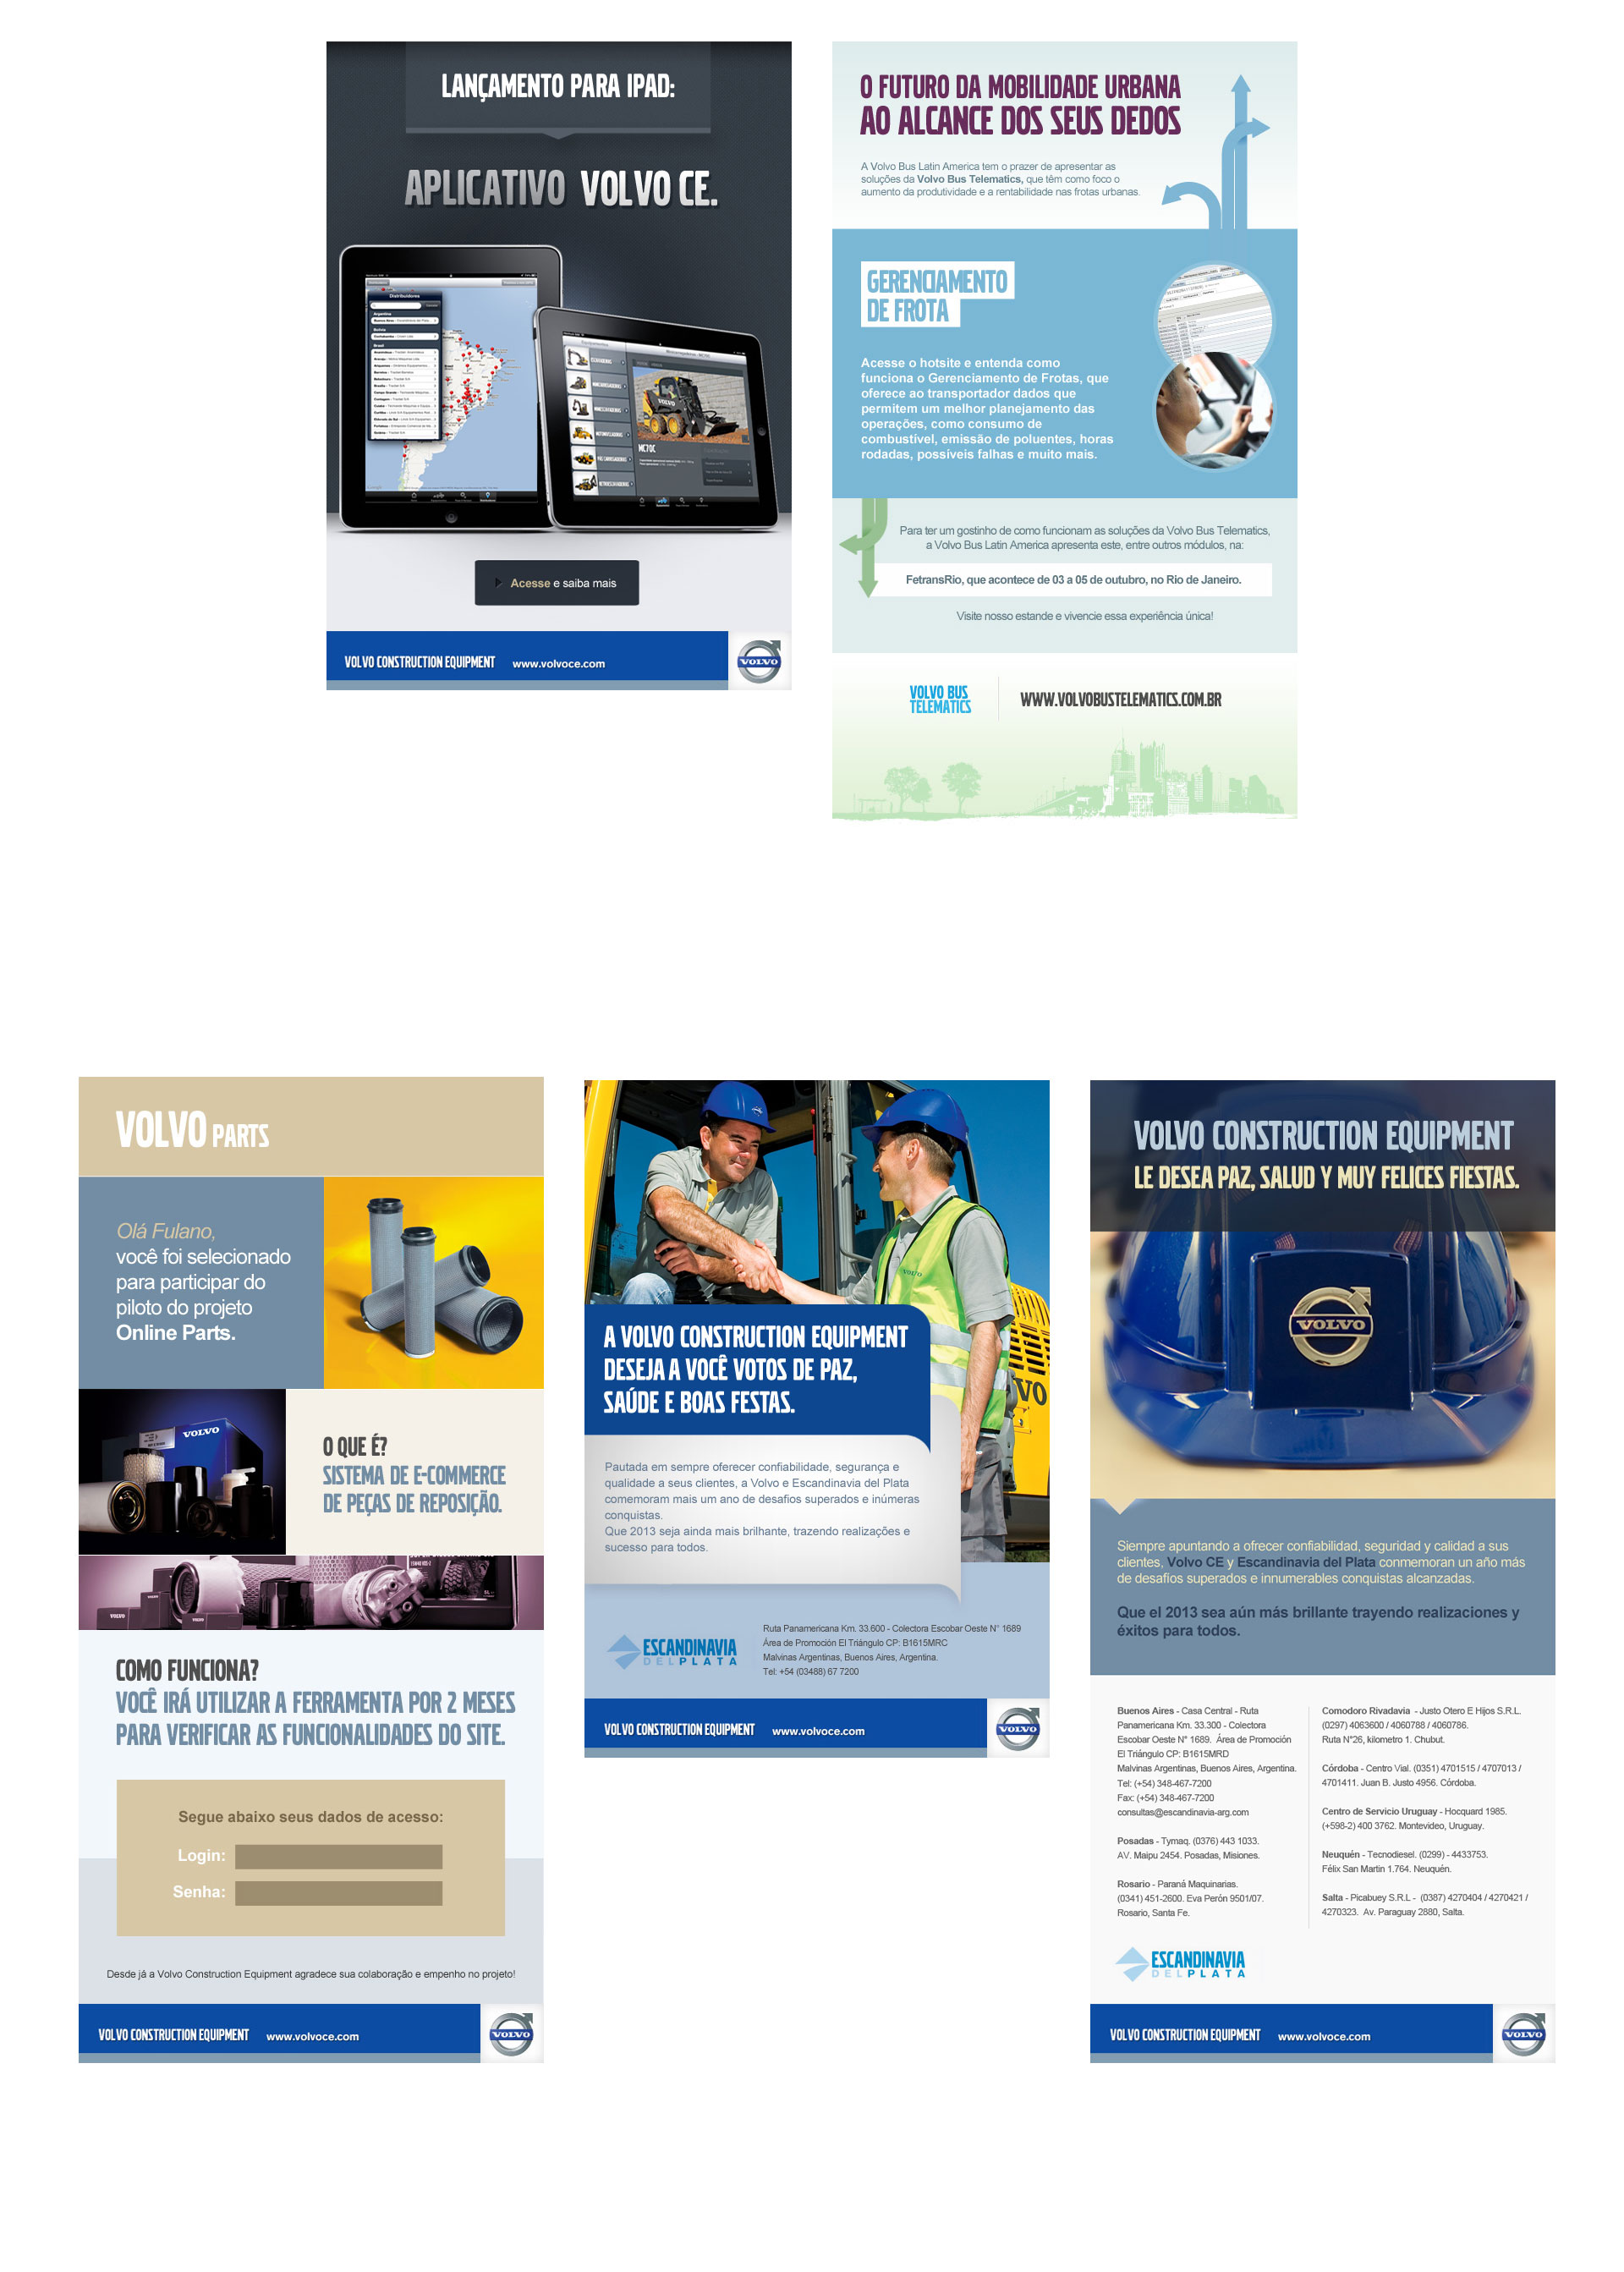 LANÇAMENTO PARA IPAD:
APLICATIVO VOLVO CE.
Distribuidores
Argentina
Bolivia
Brasil
VOLVO
MC70C
Acesse e saiba mais
VOLVO CONSTRUCTION EQUIPMENT www.volvoce.com
VOLVO
O FUTURO DA MOBILIDADE URBANA
AO ALCANCE DOS SEUS DEDOS
A Volvo Bus Latin America tem o prazer de apresentar as
soluções da Volvo Bus Telematics, que têm como foco o
aumento da produtividade e a rentabilidade nas frotas urbanas.
GERENCIAMENTO
DE FROTA
Acesse o hotsite e entenda como
funciona o Gerenciamento de Frotas, que
oferece ao transportador dados que
permitem um melhor planejamento das
operações, como consumo de
combustível, emissão de poluentes, horas
rodadas, possíveis falhas e muito mais.
Para ter um gostinho de como funcionam as soluções da Volvo Bus Telematics,
a Volvo Bus Latin America apresenta este, entre outros módulos, na:
FetransRio, que acontece de 03 a 05 de outubro, no Rio de Janeiro.
Visite nosso estande e vivencie essa experiência única!
VOLVO BUS
TELEMATICS
WWW.VOLVOBUSTELEMATICS.COM.BR
VOLVO PARTS
Olá Fulano,
você foi selecionado
para participar do
piloto do projeto
Online Parts.
VOLVO
O QUE É?
SISTEMA DE E-COMMERCE
DE PEÇAS DE REPOSIÇÃO.
COMO FUNCIONA?
VOCÊ IRÁ UTILIZAR A FERRAMENTA POR 2 MESES
PARA VERIFICAR AS FUNCIONALIDADES DO SITE.
Segue abaixo seus dados de acesso:
Login:
Senha:
Desde já a Volvo Construction Equipment agradece sua colaboração e empenho no projeto!
VOLVO CONSTRUCTION EQUIPMENT www.volvoce.com
VOLVO
VOLVO
A VOLVO CONSTRUCTION EQUIPMENT
DESEJA A VOCÊ VOTOS DE PAZ,
SAÚDE E BOAS FESTAS.
VO
Pautada em sempre oferecer confiabilidade, segurança e
qualidade a seus clientes, a Volvo e Escandinavia del Plata
comemoram mais um ano de desafios superados e inúmeras
conquistas.
Que 2013 seja ainda mais brilhante, trazendo realizações e
sucesso para todos.
ESCANDINAVIA
DEL PLATA
Ruta Panamericana Km. 33.600 - Colectora Escobar Oeste N° 1689
Área de Promoción El Triángulo CP: B1615MRC
Malvinas Argentinas, Buenos Aires, Argentina.
Tel: +54 (03488) 67 7200
VOLVO CONSTRUCTION EQUIPMENT www.volvoce.com
VOLVO
VOLVO CONSTRUCTION EQUIPMENT
LE DESEA PAZ, SALUD Y MUY FELICES FIESTAS.
VOLVO
Siempre apuntando a ofrecer confiabilidad, seguridad y calidad a sus
clientes, Volvo CE y Escandinavia del Plata conmemoran un año más
de desafíos superados e innumerables conquistas alcanzadas.
Que el 2013 sea aún más brillante trayendo realizaciones y
éxitos para todos.
Buenos Aires - Casa Central - Ruta
Panamericana Km. 33.300 - Colectora
Escobar Oeste N° 1689. Área de Promoción
El Triángulo CP: B1615MRD
Malvinas Argentinas, Buenos Aires, Argentina.
Tel: (+54) 348-467-7200
Fax: (+54) 348-467-7200
consultas@escandinavia-arg.com
Posadas - Tymaq. (0376) 443 1033.
AV. Maipu 2454. Posadas, Misiones.
Rosario - Paraná Maquinarias.
(0341) 451-2600. Eva Perón 9501/07.
Rosario, Santa Fe.
Comodoro Rivadavia - Justo Otero E Hijos S.R.L.
(0297) 4063600 / 4060788 / 4060786.
Ruta N°26, kilometro 1. Chubut.
Córdoba - Centro Vial. (0351) 4701515 / 4707013 /
4701411. Juan B. Justo 4956. Córdoba.
Centro de Servicio Uruguay - Hocquard 1985.
(+598-2) 400 3762. Montevideo, Uruguay.
Neuquén - Tecnodiesel. (0299) - 4433753.
Félix San Martin 1.764. Neuquén.
Salta - Picabuey S.R.L - (0387) 4270404 / 4270421 /
4270323. Av. Paraguay 2880, Salta.
ESCANDINAVIA
DEL PLATA
VOLVO CONSTRUCTION EQUIPMENT www.volvoce.com
VOLVO